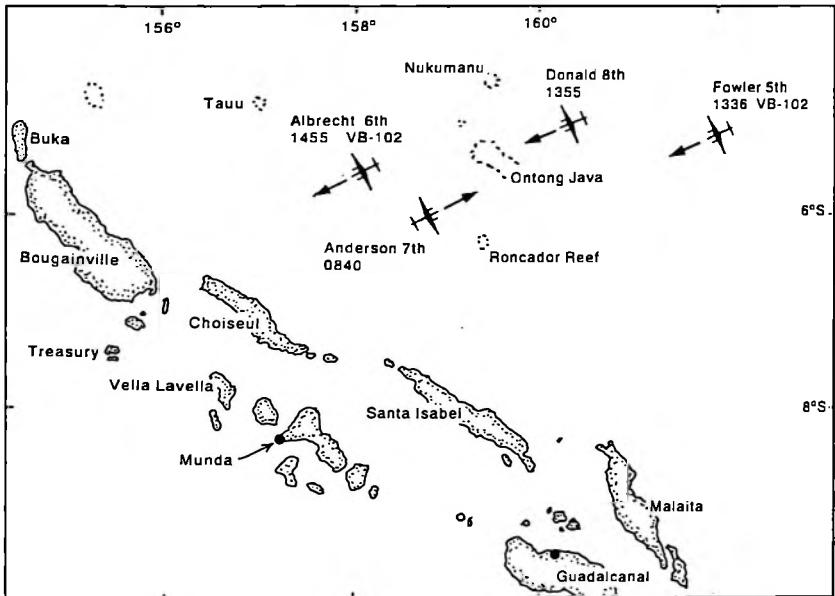 156° 158° 160°
Nukumanu
Donald 8th
1355
Fowler 5th
1336 VB-102
Tauu
Albrecht 6th
1455 VB-102
Buka
Ontong Java
6°S
Anderson 7th
0840
Roncador Reef
Bougainville
Choiseul
Treasury
Vella Lavella
8°S
Santa Isabel
Munda
Malaita
Guadalcanal